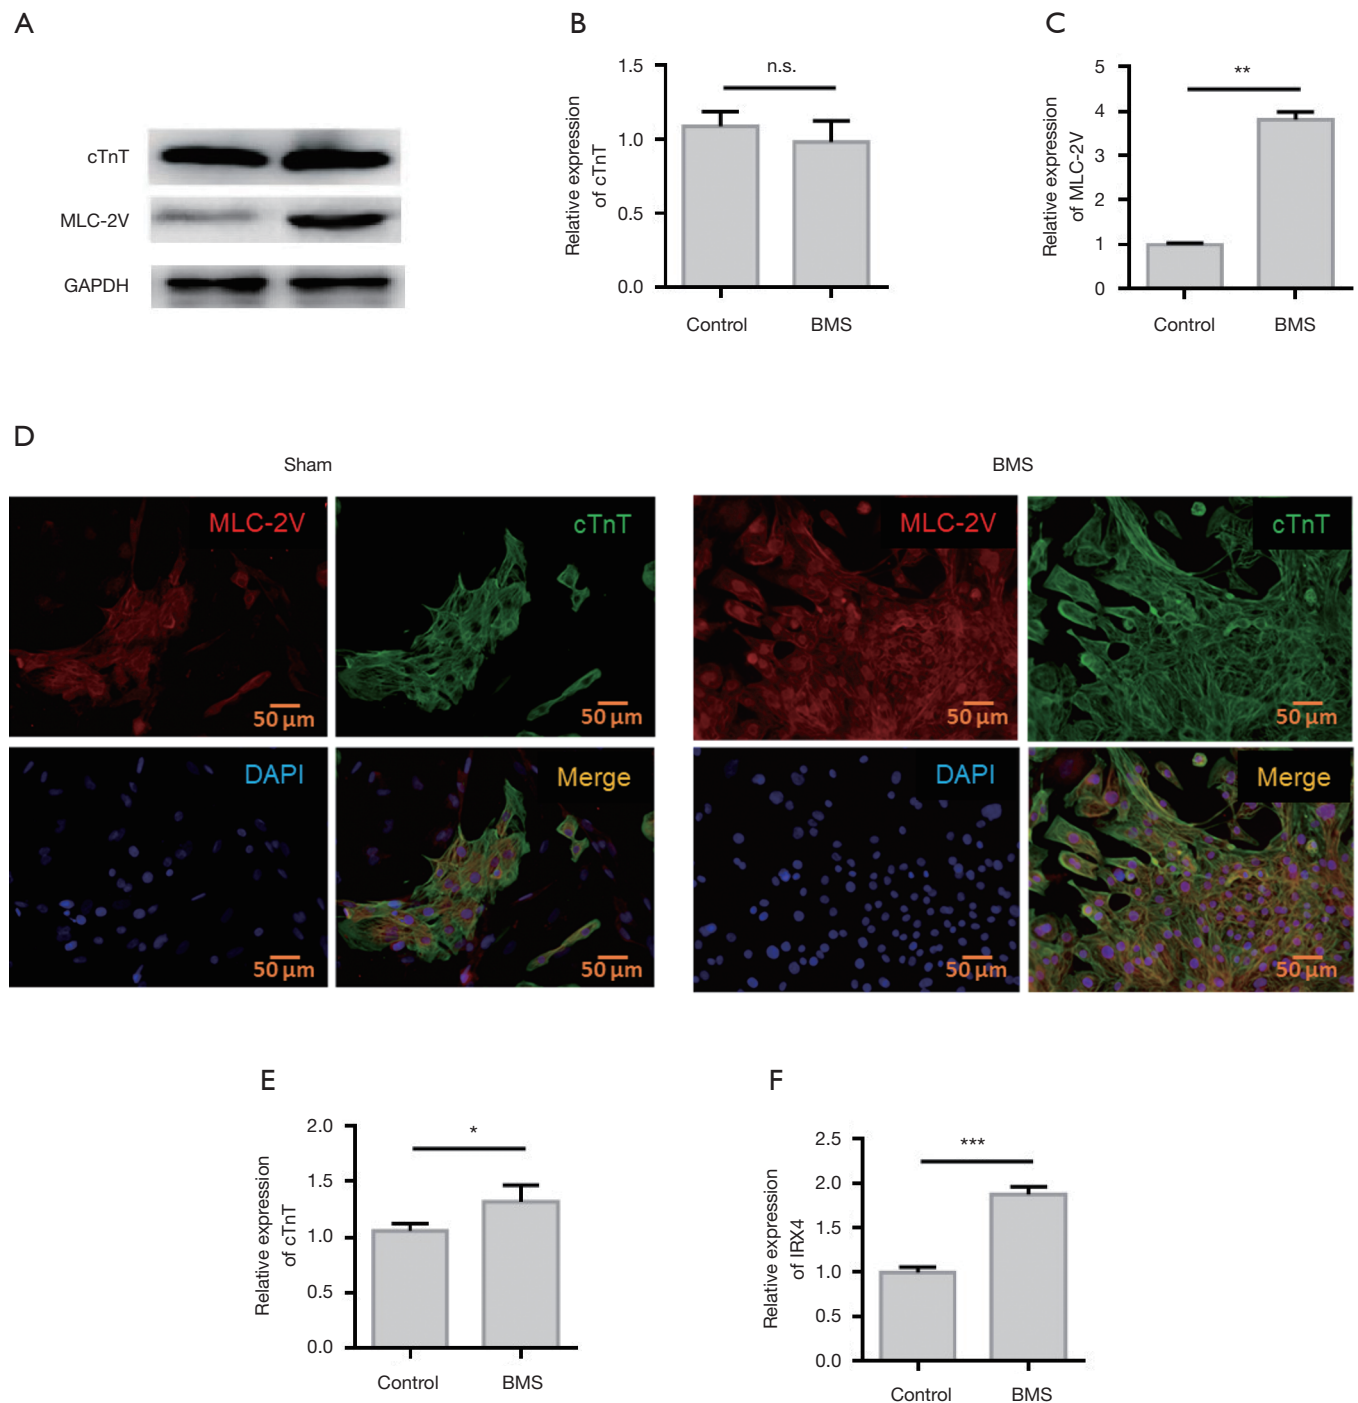 A
cTnT
MLC-2V
GAPDH
B
Relative expression
of cTnT
1.5
1.0
0.5
0.0
n.s.
Control
BMS
C
Relative expression
of MLC-2V
5
4
3
2
1
0
**
Control
BMS
D
Sham
MLC-2V
50 µm
cTnT
50 µm
DAPI
50 µm
Merge
50 µm
BMS
MLC-2V
50 µm
cTnT
50 µm
DAPI
50 µm
Merge
50 µm
E
Relative expression
of cTnT
2.0
1.5
1.0
0.5
0.0
*
Control
BMS
F
Relative expression
of IRX4
2.5
2.0
1.5
1.0
0.5
0.0
***
Control
BMS